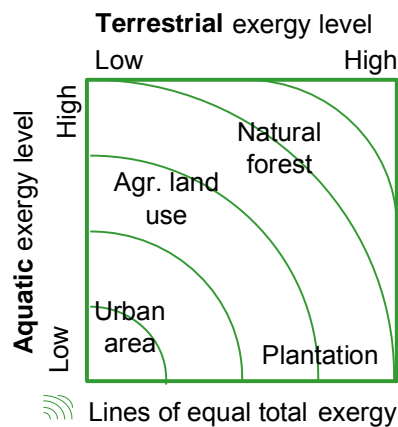 Terrestrial exergy level
Low High
Aquatic exergy level
High
Low
Natural
forest
Agr. land
use
Urban
area
Plantation
Lines of equal total exergy